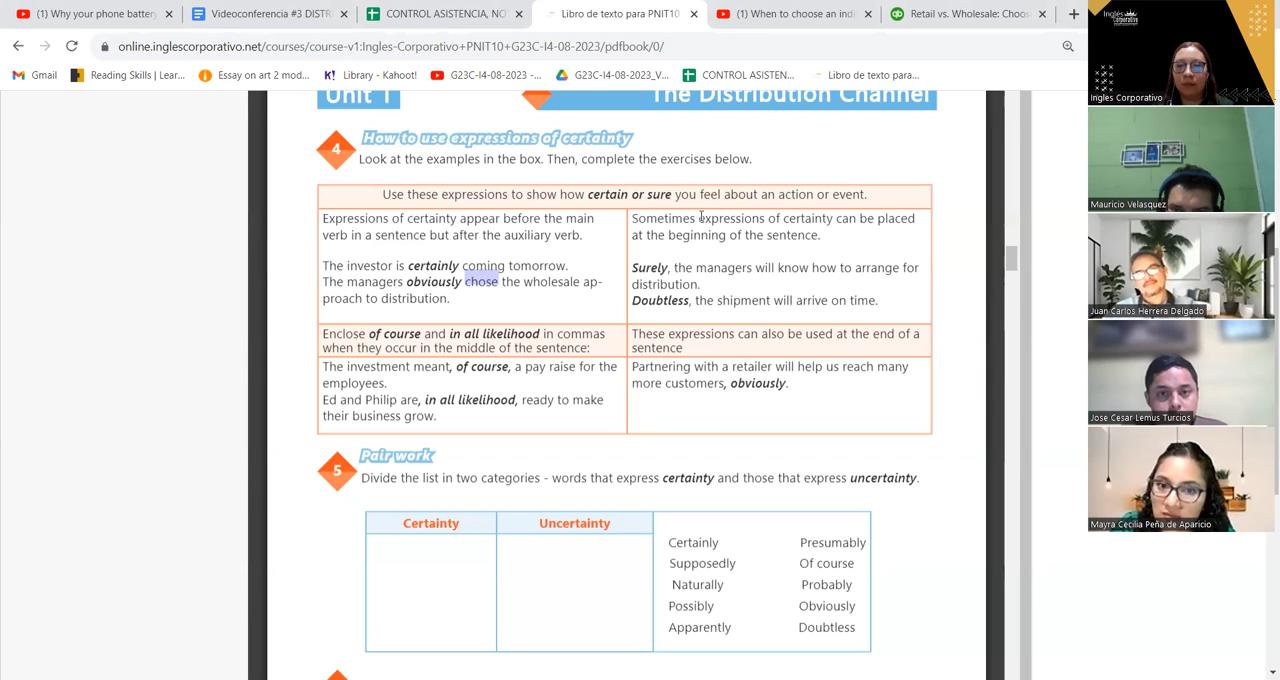 (1) Why your phone batter
Videoconferencia #3 DISTRI
CONTROL ASISTENCIA, NO
Libro de texto para PNIT10
(1) When to choose an indi
Retail vs. Wholesale: Choos
online.inglescorporativo.net/courses/course-v1:Ingles-Corporativo+PNIT10+G23C-I4-08-2023/pdfbook/0/
Gmail
Reading Skills | Lear...
Essay on art 2 mod...
Library - Kahoot!
G23C-I4-08-2023 -...
G23C-I4-08-2023_V...
CONTROL ASISTEN...
Libro de texto para...
Unit 1
The Distribution Channel
4
How to use expressions of certainty
Look at the examples in the box. Then, complete the exercises below.
Use these expressions to show how certain or sure you feel about an action or event.
Expressions of certainty appear before the main
verb in a sentence but after the auxiliary verb.
The investor is certainly coming tomorrow.
The managers obviously chose the wholesale ap-
proach to distribution.
Sometimes expressions of certainty can be placed
at the beginning of the sentence.
Surely, the managers will know how to arrange for
distribution.
Doubtless, the shipment will arrive on time.
Enclose of course and in all likelihood in commas
when they occur in the middle of the sentence:
These expressions can also be used at the end of a
sentence
The investment meant, of course, a pay raise for the
employees.
Ed and Philip are, in all likelihood, ready to make
their business grow.
Partnering with a retailer will help us reach many
more customers, obviously.
5
Pair work
Divide the list in two categories - words that express certainty and those that express uncertainty.
Certainty
Uncertainty
Certainly
Supposedly
Naturally
Possibly
Apparently
Presumably
Of course
Probably
Obviously
Doubtless
Inglés
Corporativo
Ingles Corporativo
Mauricio Velasquez
Juan Carlos Herrera Delgado
Jose Cesar Lemus Turcios
Mayra Cecilia Peña de Aparicio